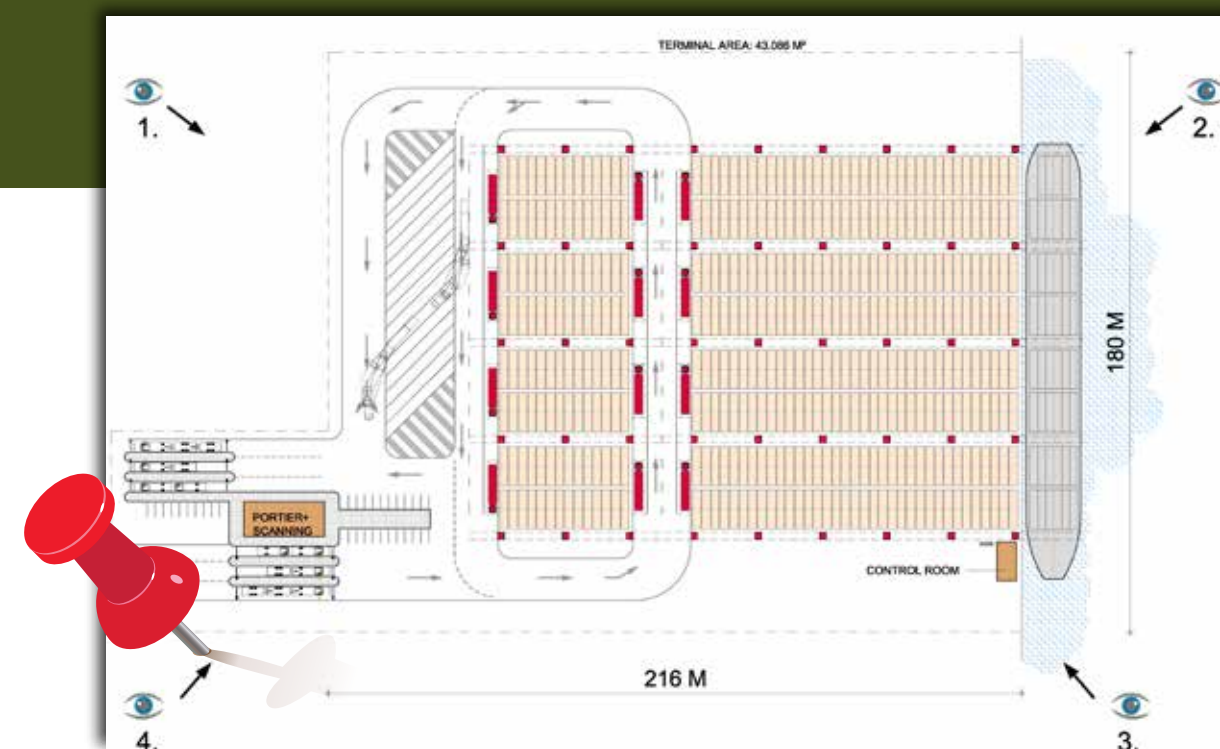 TERMINAL AREA: 43.086 M²
1.
2.
180 M
PORTIER+
SCANNING
CONTROL ROOM
216 M
4.
3.